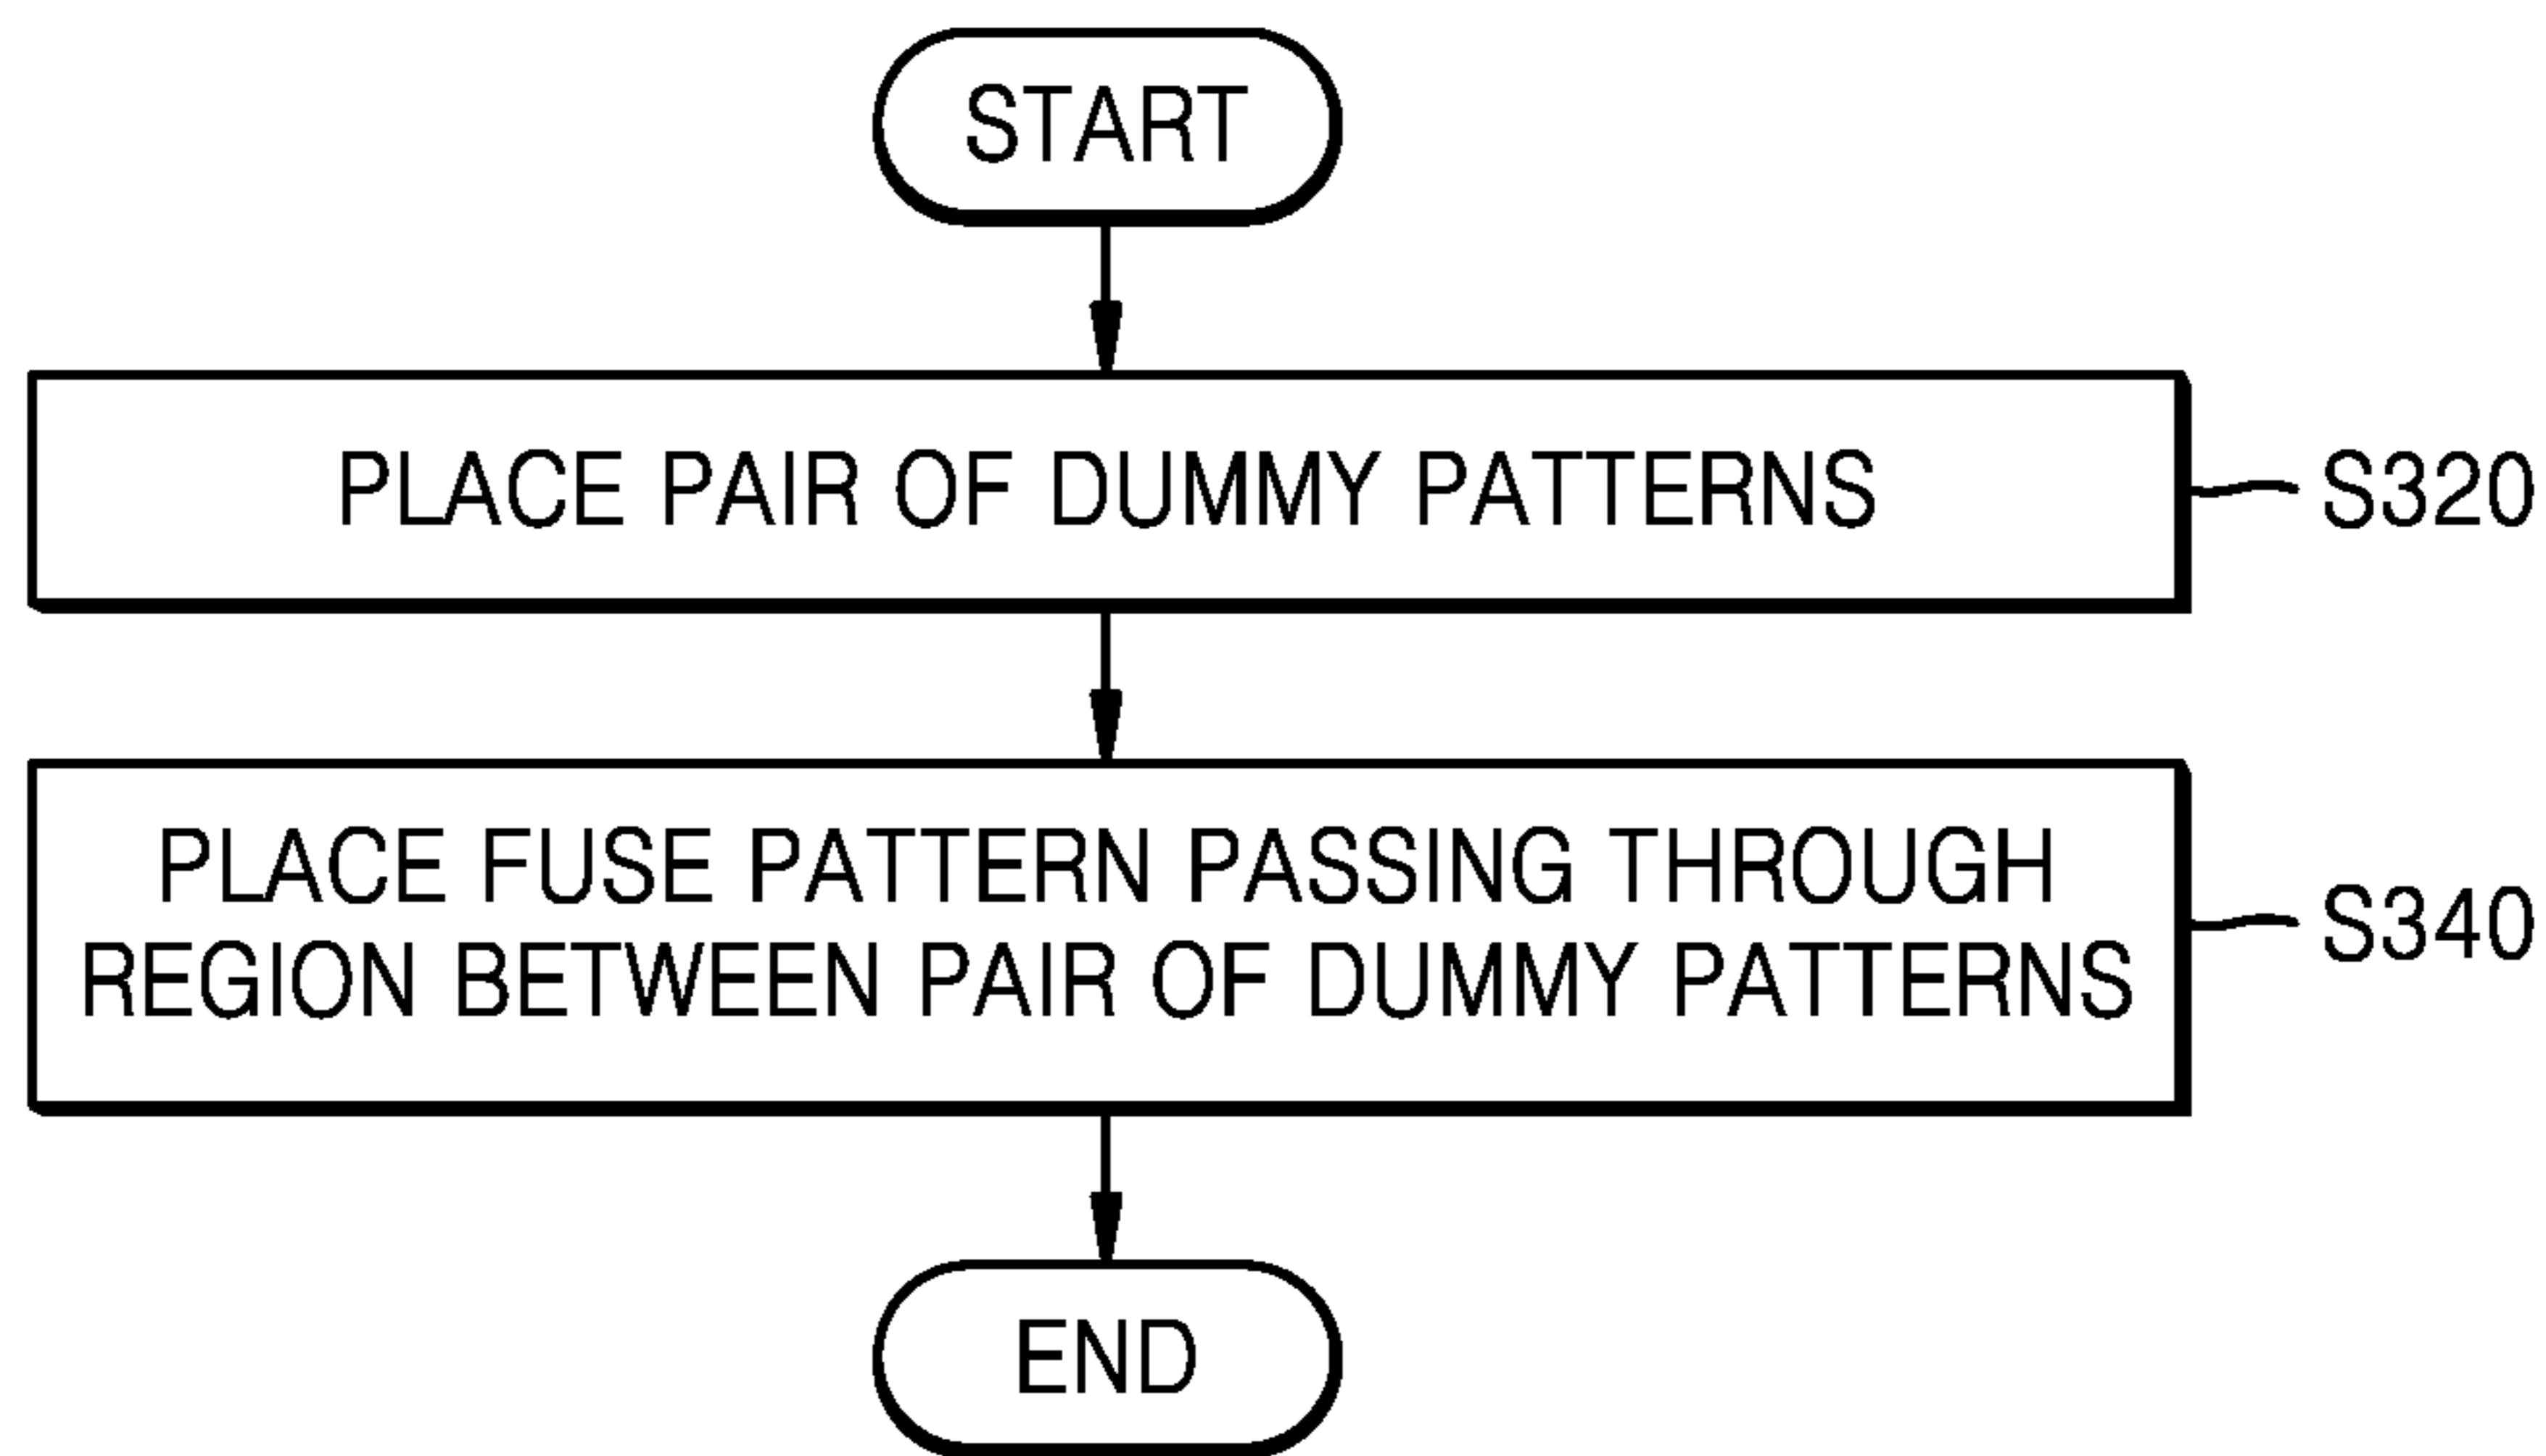 START
PLACE PAIR OF DUMMY PATTERNS
S320
PLACE FUSE PATTERN PASSING THROUGH
REGION BETWEEN PAIR OF DUMMY PATTERNS
S340
END